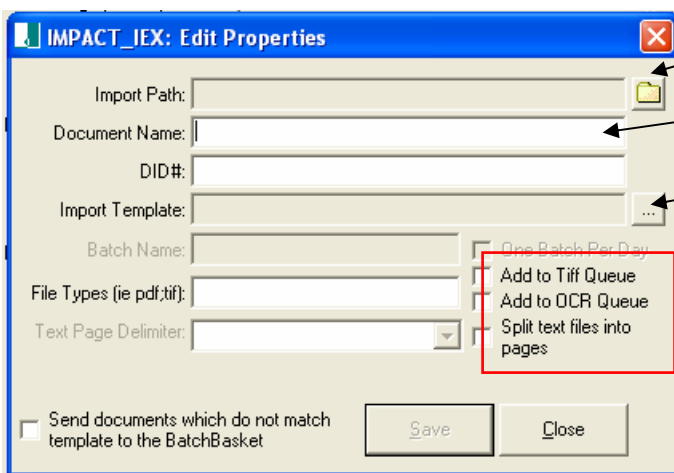 IMPACT_IEX: Edit Properties
Import Path:
Document Name:
DID#:
Import Template:
...
Batch Name:
One Batch Per Day
File Types (ie pdf;tif):
Add to Tiff Queue
Add to OCR Queue
Text Page Delimiter:
Split text files into
pages
Send documents which do not match
template to the BatchBasket
Save
Close